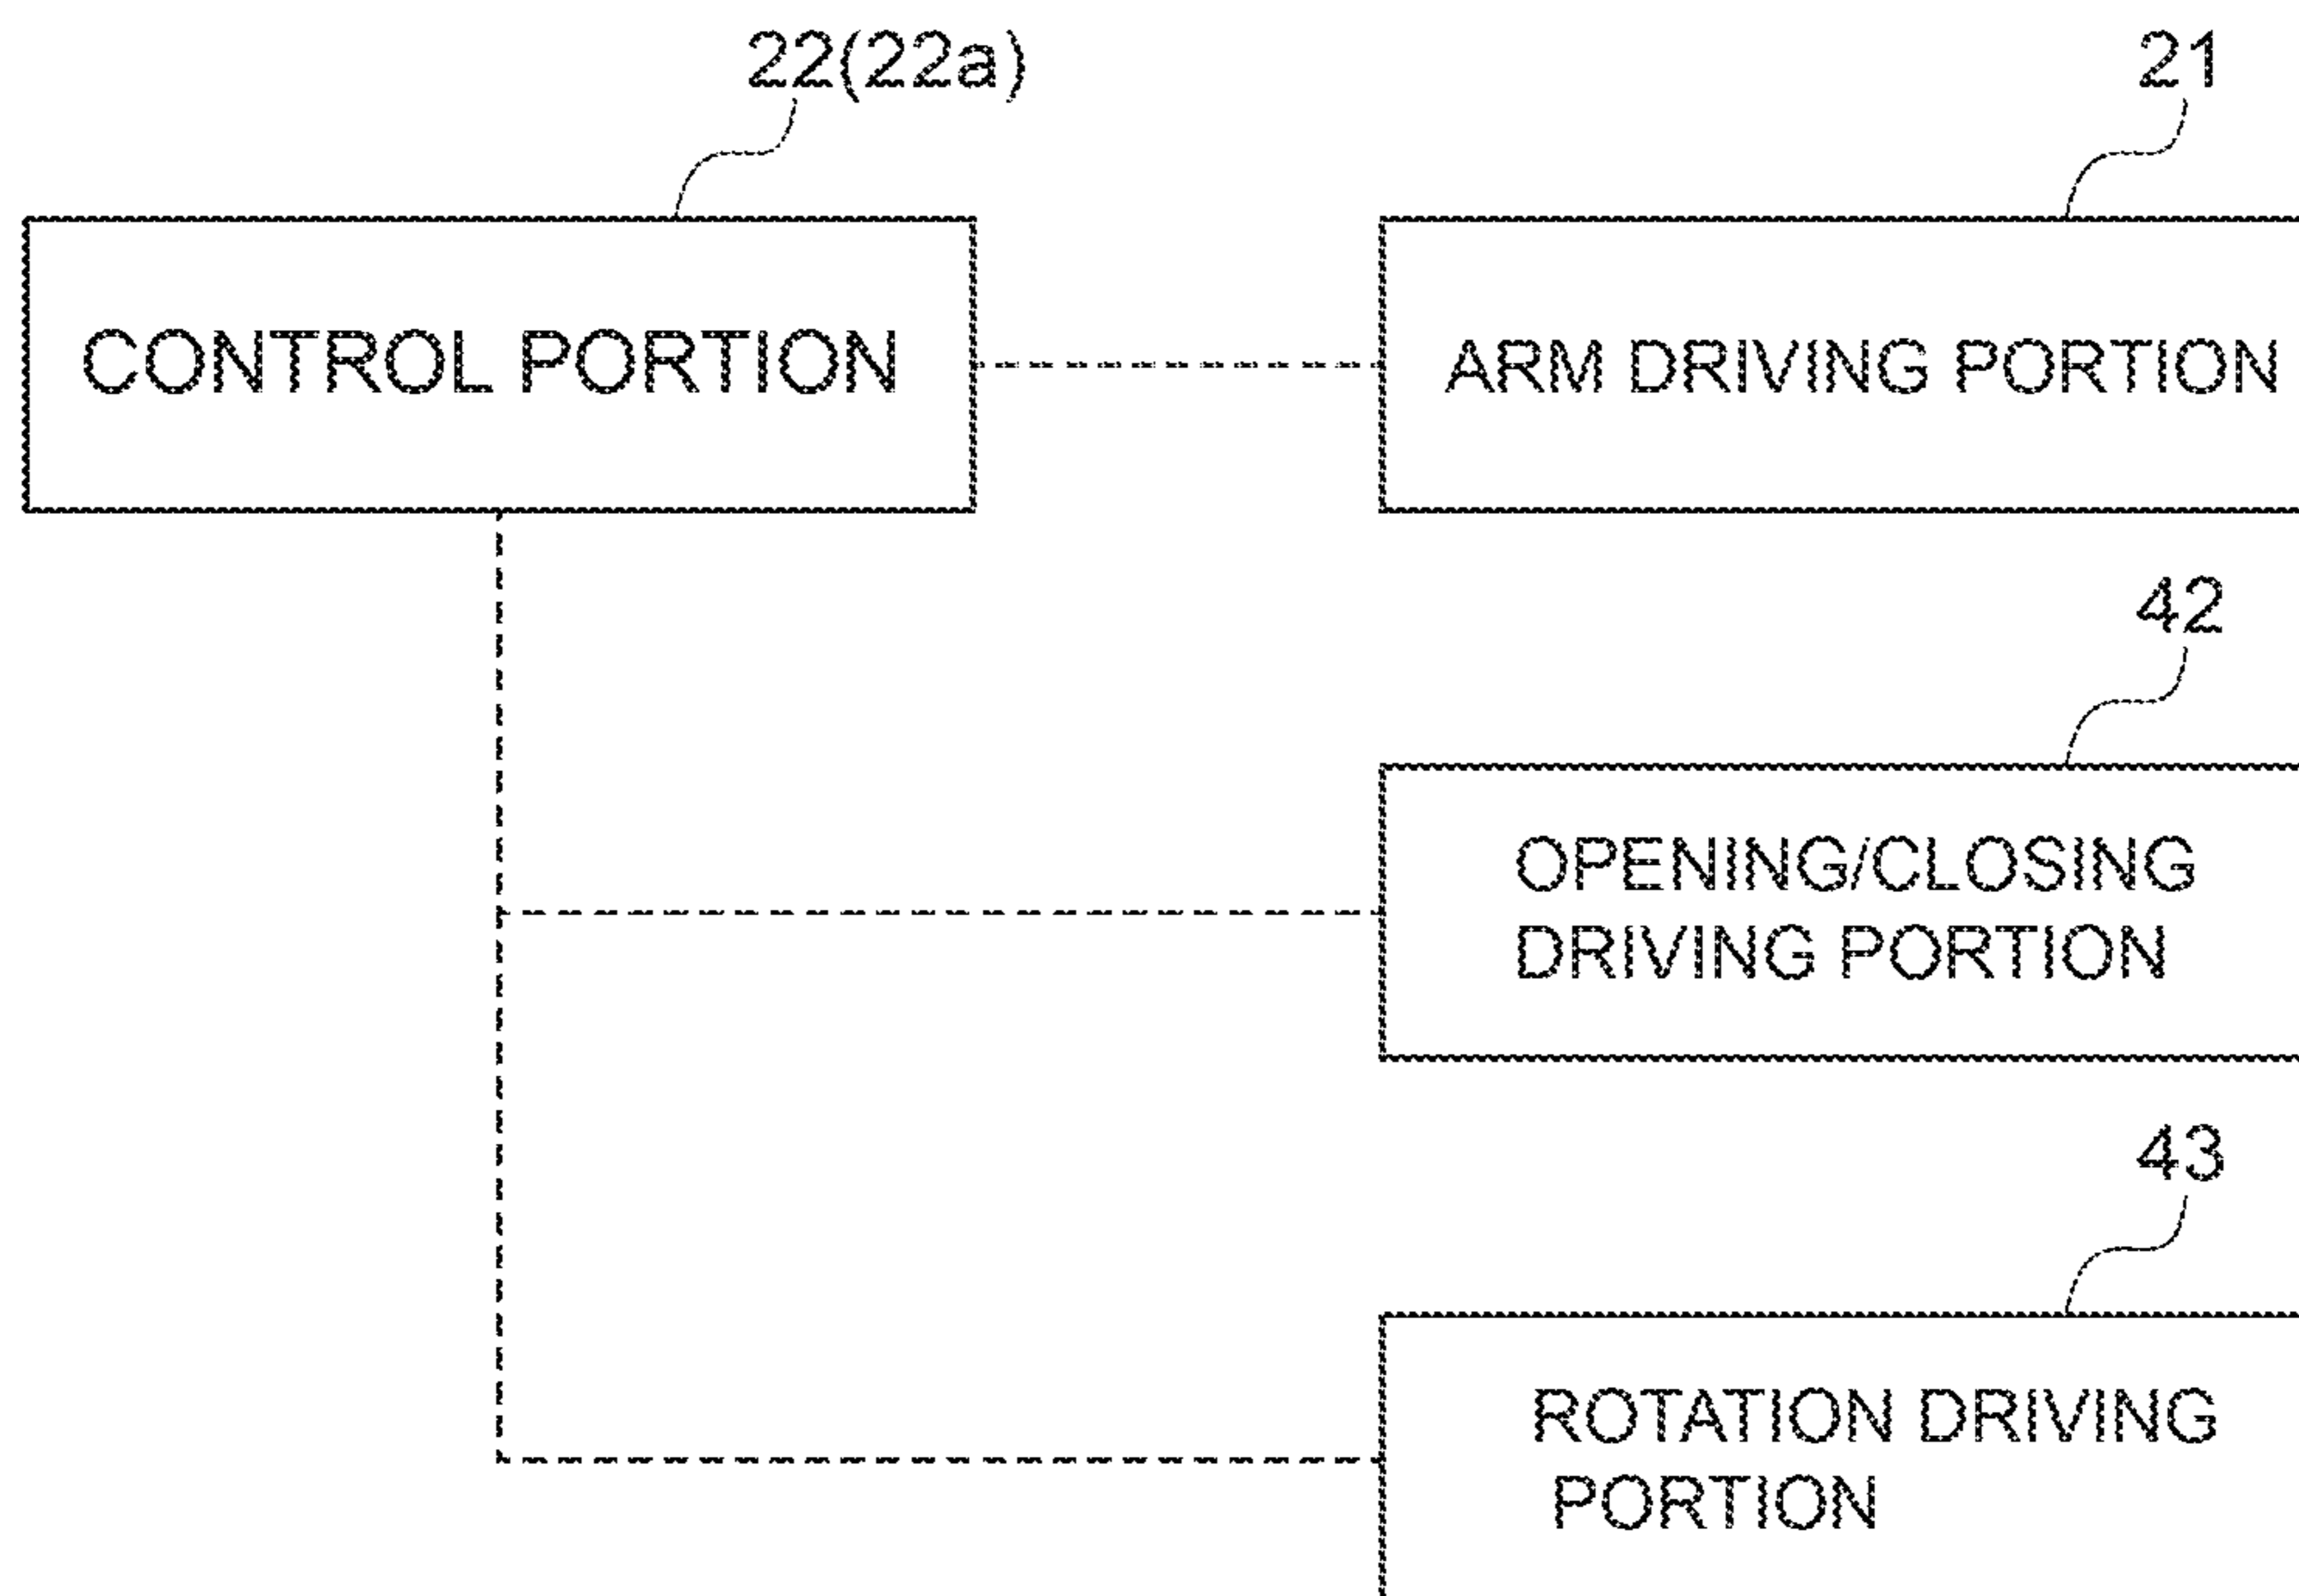 22(22a)
21
CONTROL PORTION
ARM DRIVING PORTION
42
OPENING/CLOSING
DRIVING PORTION
43
ROTATION DRIVING
PORTION